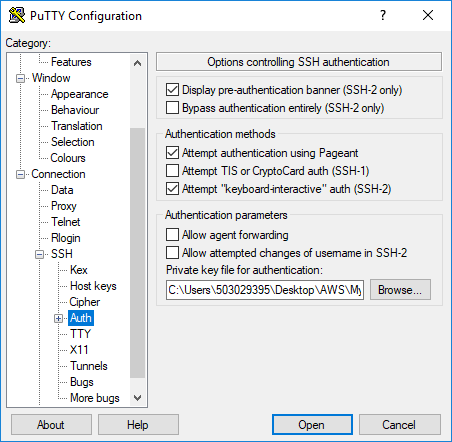 PuTTY Configuration
?
Category:
Features
Window
Appearance
Behaviour
Translation
Selection
Colours
Connection
Data
Proxy
Telnet
Rlogin
SSH
Kex
Host keys
Cipher
Auth
TTY
X11
Tunnels
Bugs
More bugs
Options controlling SSH authentication
Display pre-authentication banner (SSH-2 only)
Bypass authentication entirely (SSH-2 only)
Authentication methods
Attempt authentication using Pageant
Attempt TIS or CryptoCard auth (SSH-1)
Attempt "keyboard-interactive" auth (SSH-2)
Authentication parameters
Allow agent forwarding
Allow attempted changes of username in SSH-2
Private key file for authentication:
C:\Users\503029395\Desktop\AWS\My Browse...
About Help Open Cancel